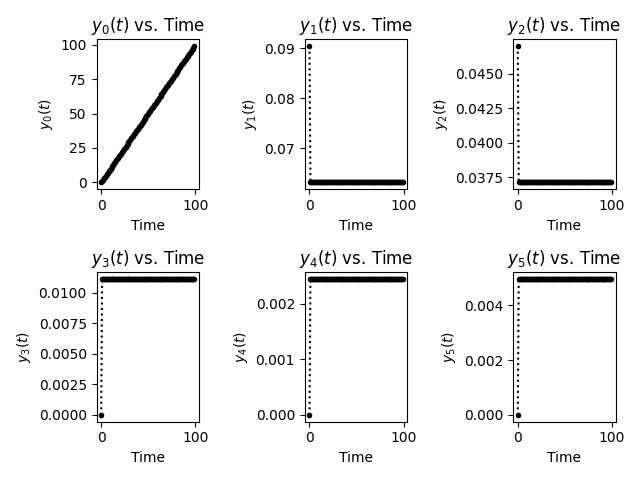 y₀(t) vs. Time
y₁(t) vs. Time
y₂(t) vs. Time
100
75
50
25
0
y₀(t)
0
100
Time
0.09
0.08
0.07
y₁(t)
0
100
Time
0.0450
0.0425
0.0400
0.0375
y₂(t)
0
100
Time
y₃(t) vs. Time
y₄(t) vs. Time
y₅(t) vs. Time
0.0100
0.0075
0.0050
0.0025
0.0000
y₃(t)
0
100
Time
0.002
0.001
0.000
y₄(t)
0
100
Time
0.004
0.002
0.000
y₅(t)
0
100
Time